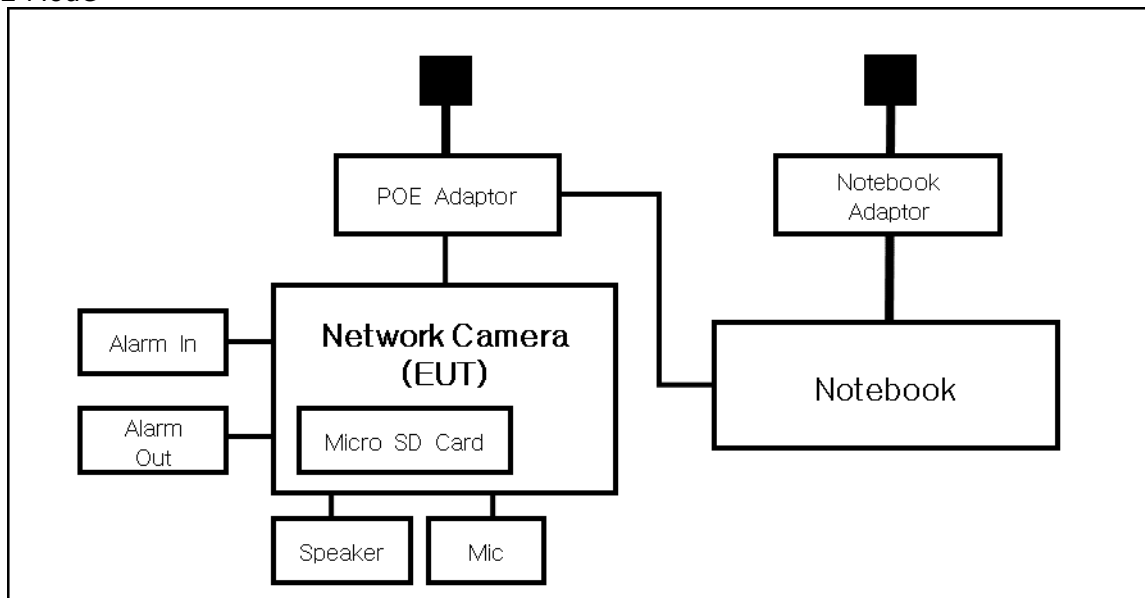 POE Adaptor
Notebook
Adaptor
Network Camera
(EUT)
Alarm In
Notebook
Alarm
Out
Micro SD Card
Speaker
Mic